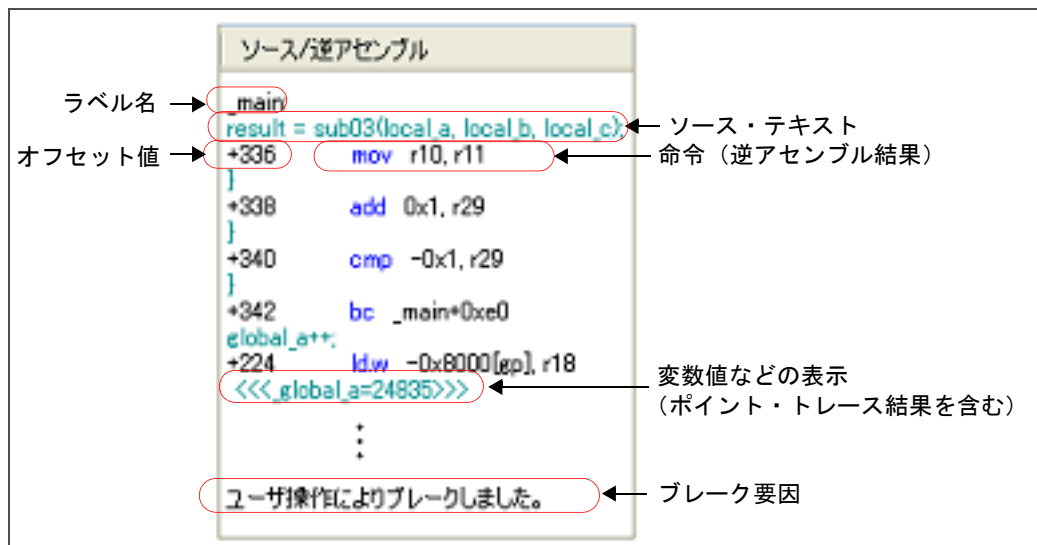 ソース/逆アセンブル
ラベル名
_main
result = sub03(local_a, local_b, local_c);
ソース・テキスト
オフセット値
+336 mov r10, r11
命令（逆アセンブル結果）
}
+338 add 0x1, r29
}
+340 cmp -0x1, r29
}
+342 bc _main+0xe0
global_a++;
+224 ld.w -0x8000[gp], r18
<<<_global_a=24835>>>
変数値などの表示
（ポイント・トレース結果を含む）
ユーザ操作によりブレークしました。
ブレーク要因